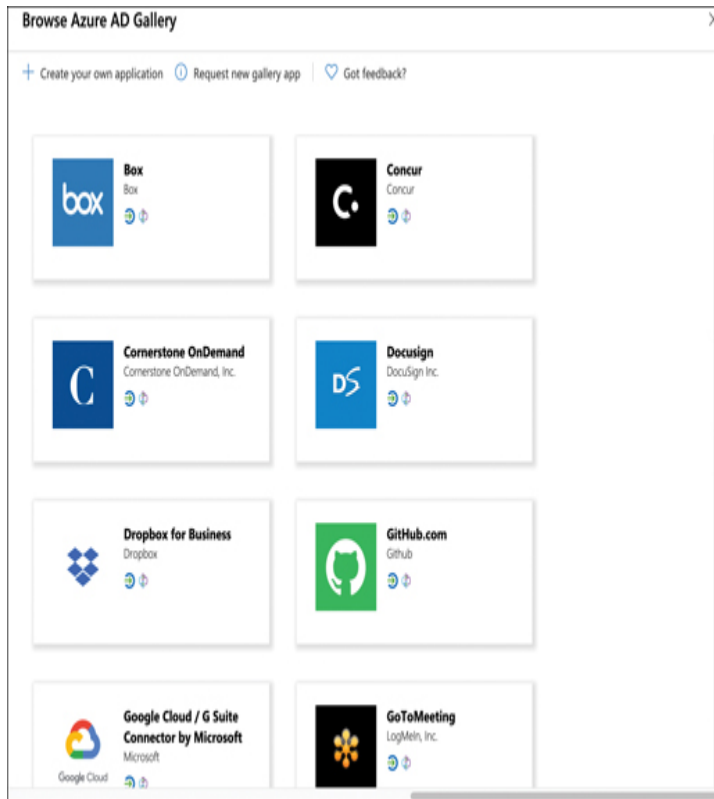 Browse Azure AD Gallery
Create your own application Request new gallery app Got feedback?
box
Box
Box
C.
Concur
Concur
C
Cornerstone OnDemand
Cornerstone OnDemand, Inc.
DS
Docusign
DocuSign Inc.
Dropbox for Business
Dropbox
GitHub.com
Github
Google Cloud
Google Cloud / G Suite
Connector by Microsoft
Microsoft
GoToMeeting
LogMeIn, Inc.